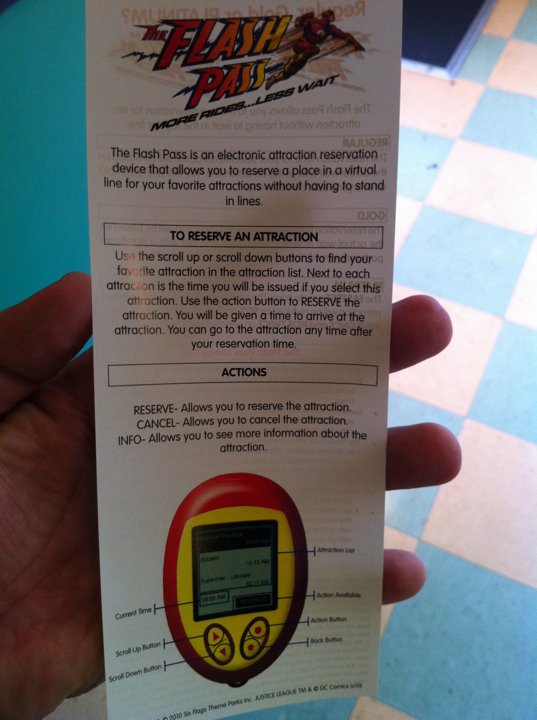 THE FLASH
PASS
MORE RIDES...LESS WAIT
The Flash Pass is an electronic attraction reservation
device that allows you to reserve a place in a virtual
line for your favorite attractions without having to stand
in lines.
TO RESERVE AN ATTRACTION
Use the scroll up or scroll down buttons to find your
favorite attraction in the attraction list. Next to each
attraction is the time you will be issued if you select this
attraction. Use the action button to RESERVE the
attraction. You will be given a time to arrive at the
attraction. You can go to the attraction any time after
your reservation time.
ACTIONS
RESERVE- Allows you to reserve the attraction.
CANCEL- Allows you to cancel the attraction.
INFO- Allows you to see more information about the
attraction.
Attraction List
Superman - Ultimate
Current Time
Action Available
Scroll Up Button
Action Button
Scroll Down Button
Back Button
© 2010 Six Flags Theme Parks Inc. JUSTICE LEAGUE TM & © DC Comics (s10)